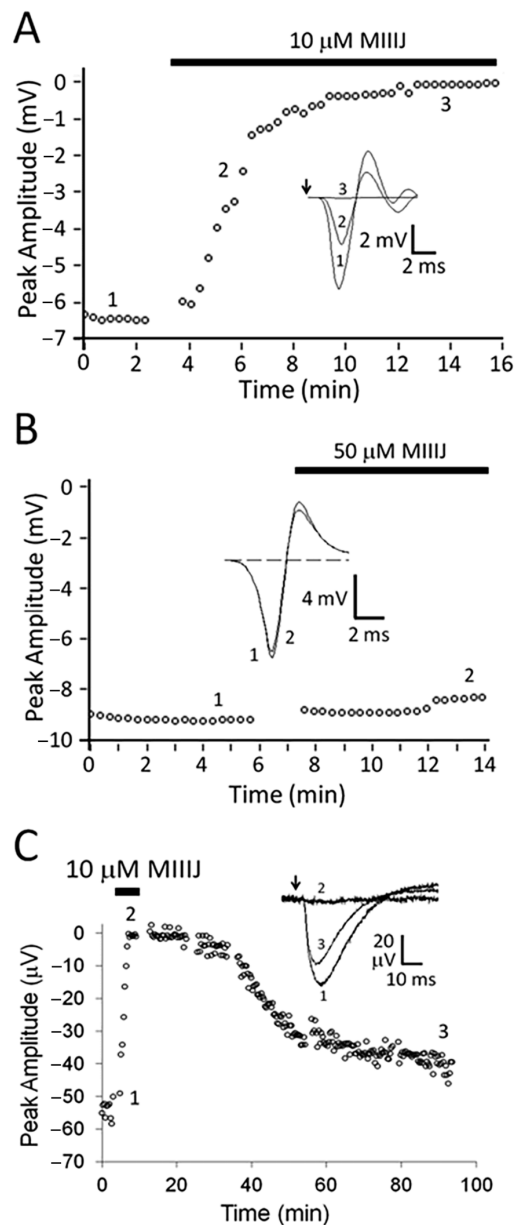 A
10 μM MIIIJ
Peak Amplitude (mV)
0
–1
–2
–3
–4
–5
–6
–7
1
2
3
3
2
1
2 mV
2 ms
0 2 4 6 8 10 12 14 16
Time (min)
B
50 μM MIIIJ
Peak Amplitude (mV)
0
–2
–4
–6
–8
–10
4 mV
2 ms
1 2
1
2
0 2 4 6 8 10 12 14
Time (min)
C
10 μM MIIIJ
Peak Amplitude (μV)
0
–10
–20
–30
–40
–50
–60
–70
2
1
3
2
3
1
20
μV
10 ms
0 20 40 60 80 100
Time (min)